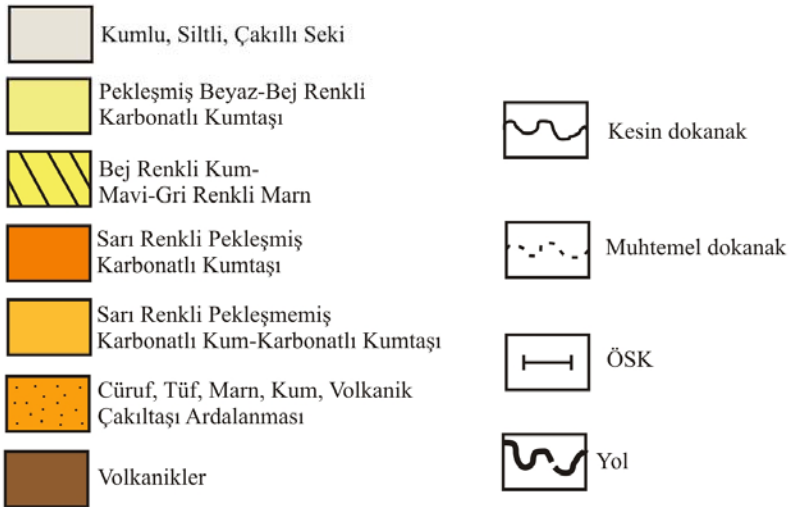 Kumlu, Siltli, Çakıllı Seki
Pekleşmiş Beyaz-Bej Renkli
Karbonatlı Kumtaşı
Bej Renkli Kum-
Mavi-Gri Renkli Marn
Sarı Renkli Pekleşmiş
Karbonatlı Kumtaşı
Sarı Renkli Pekleşmemiş
Karbonatlı Kum-Karbonatlı Kumtaşı
Cüruf, Tüf, Marn, Kum, Volkanik
Çakıltaşı Ardalanması
Volkanikler
Kesin dokanak
Muhtemel dokanak
ÖSK
Yol